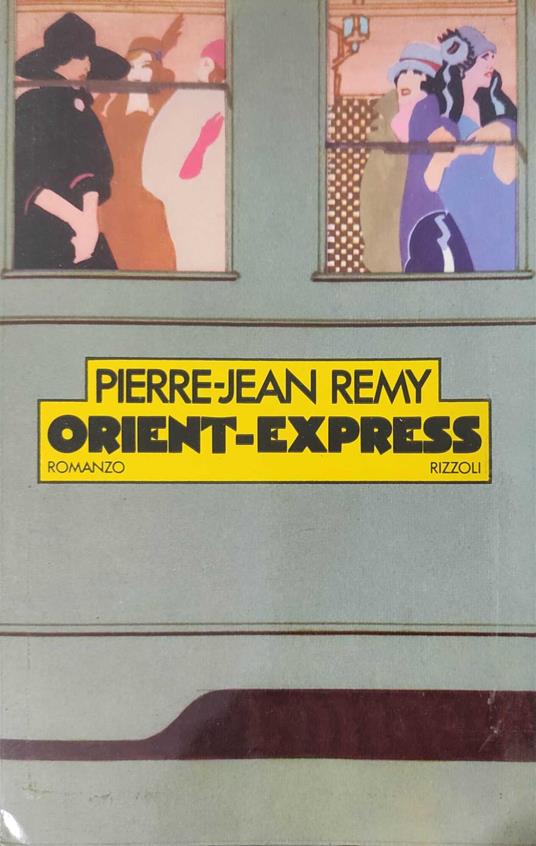 PIERRE-JEAN REMY
ORIENT-EXPRESS
ROMANZO RIZZOLI